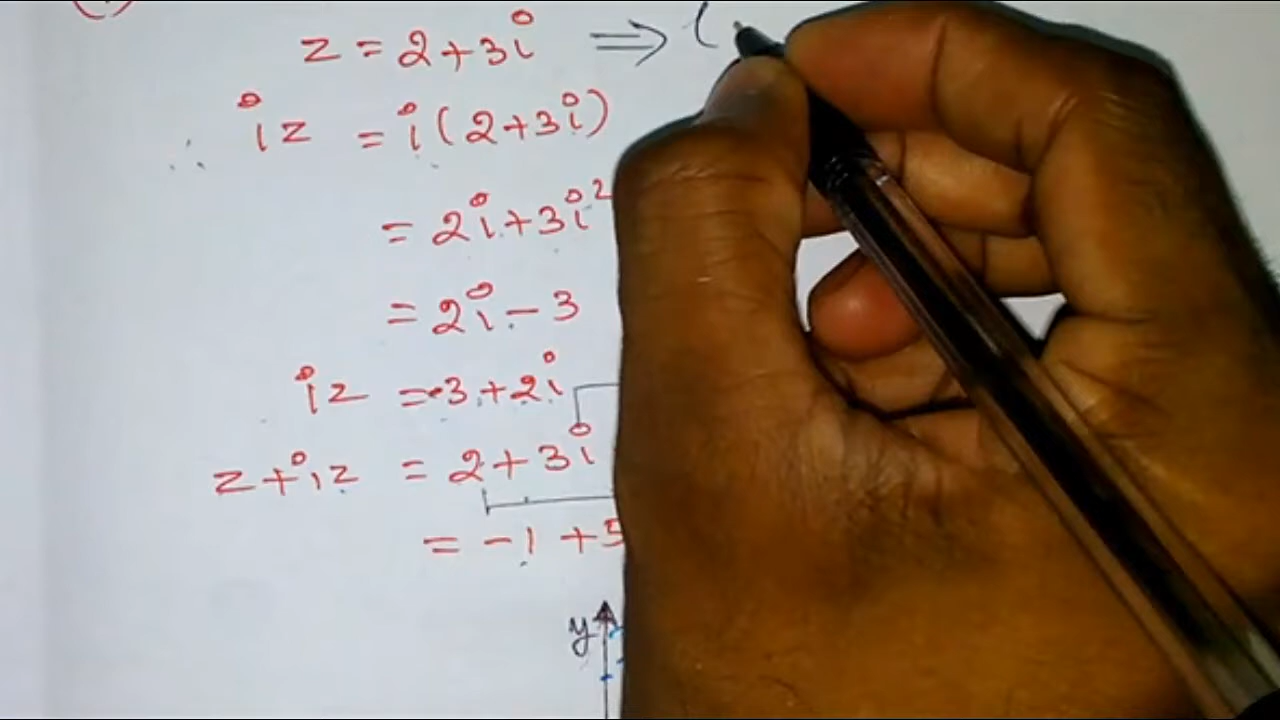 z = 2+3i ⇒ (
∴ iz = i(2+3i)
= 2i+3i²
= 2i-3
iz = -3+2i
z+iz = 2+3i
= -1+5
y